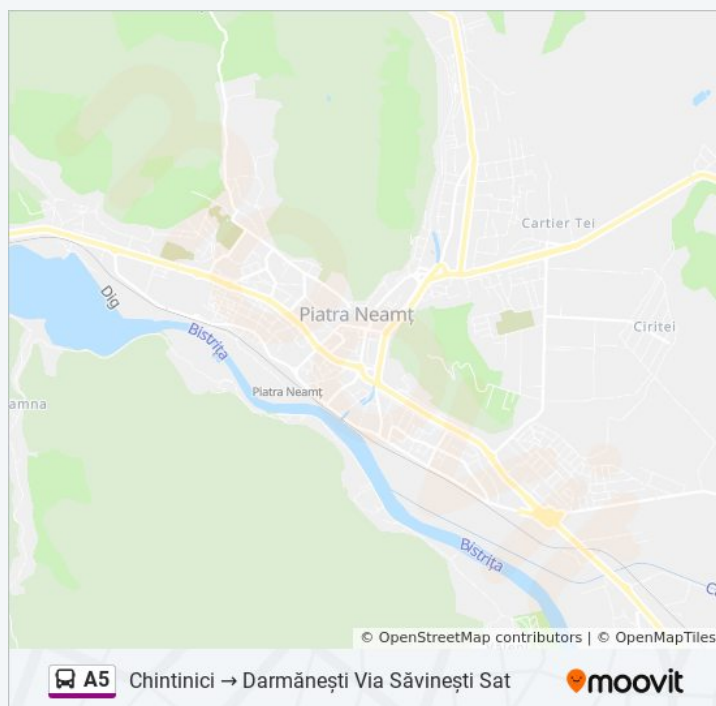 Cartier Tei
Piatra Neamț
Ciritei
Dig
Bistrița
Piatra Neamț
amna
Bistrița
© OpenStreetMap contributors | © OpenMapTiles
A5 Chintinici → Darmănești Via Săvinești Sat moovit